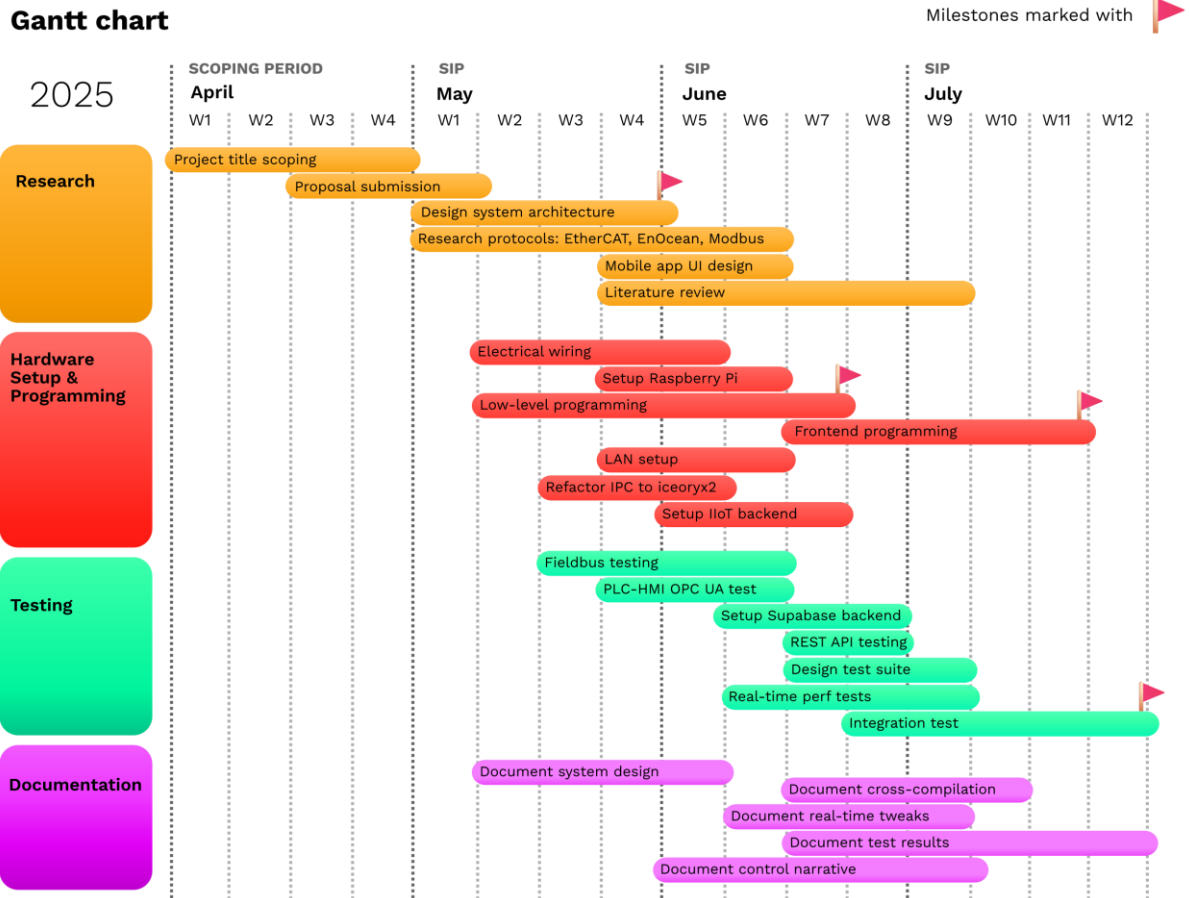 Gantt chart
Milestones marked with
2025
SCOPING PERIOD
SIP
SIP
SIP
April
May
June
July
W1
W2
W3
W4
W1
W2
W3
W4
W5
W6
W7
W8
W9
W10
W11
W12
Research
Project title scoping
Proposal submission
Design system architecture
Research protocols: EtherCAT, EnOcean, Modbus
Mobile app UI design
Literature review
Hardware
Setup &
Programming
Electrical wiring
Setup Raspberry Pi
Low-level programming
Frontend programming
LAN setup
Refactor IPC to iceoryx2
Setup IIoT backend
Testing
Fieldbus testing
PLC-HMI OPC UA test
Setup Supabase backend
REST API testing
Design test suite
Real-time perf tests
Integration test
Documentation
Document system design
Document cross-compilation
Document real-time tweaks
Document test results
Document control narrative